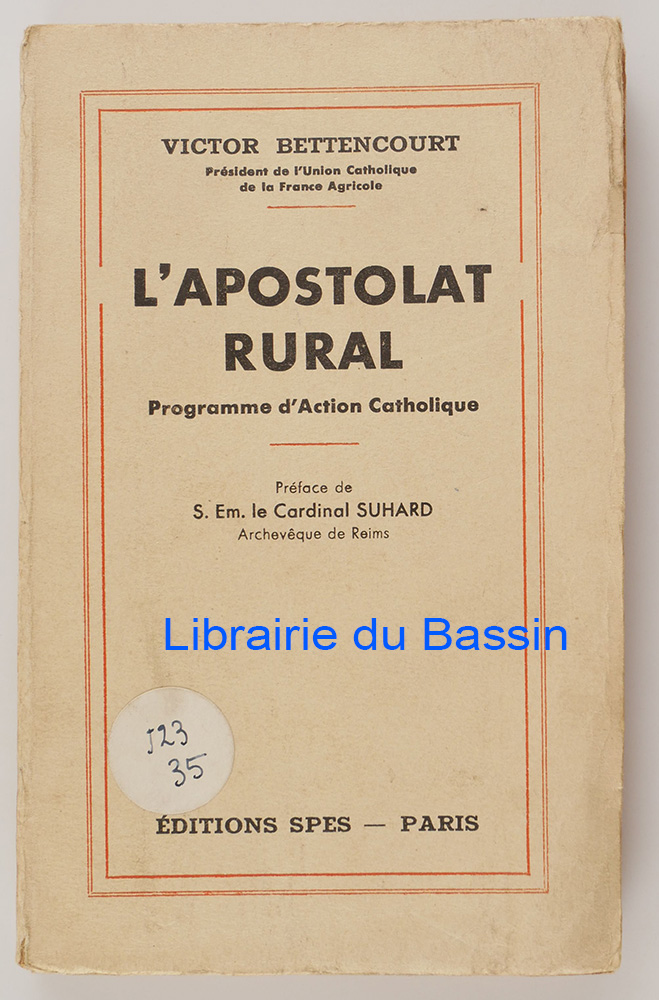 VICTOR BETTENCOURT
Président de l'Union Catholique
de la France Agricole
L'APOSTOLAT
RURAL
Programme d'Action Catholique
Préface de
S. Em. le Cardinal SUHARD
Archevêque de Reims
Librairie du Bassin
J23
35
ÉDITIONS SPES — PARIS